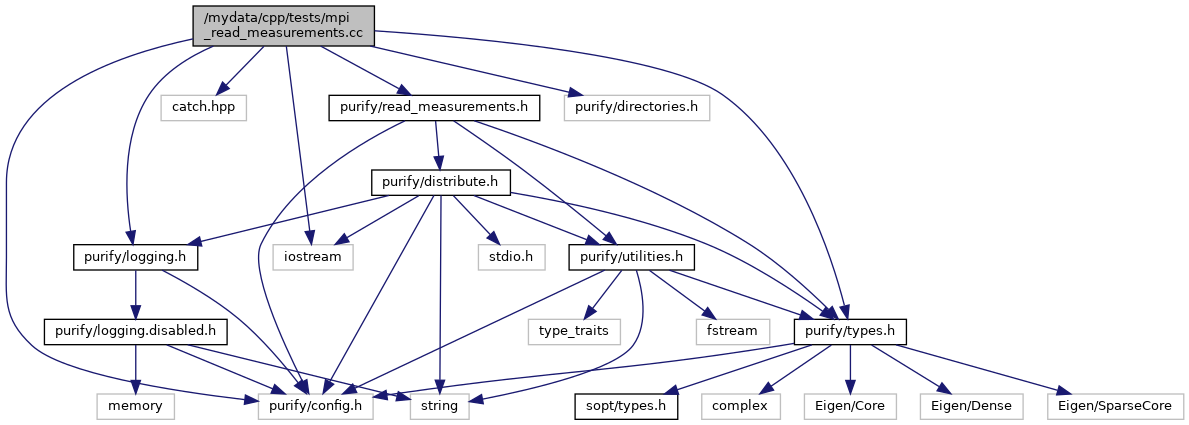 /mydata/cpp/tests/mpi
_read_measurements.cc
catch.hpp
purify/read_measurements.h
purify/directories.h
purify/distribute.h
purify/logging.h
iostream
stdio.h
purify/utilities.h
purify/logging.disabled.h
type_traits
fstream
purify/types.h
memory
purify/config.h
string
sopt/types.h
complex
Eigen/Core
Eigen/Dense
Eigen/SparseCore